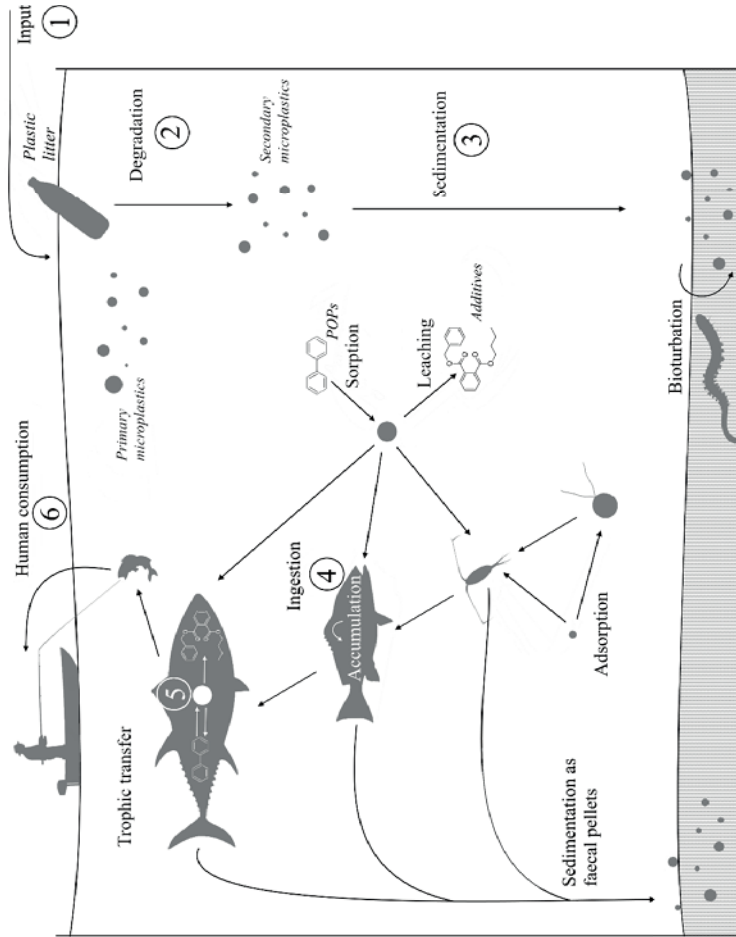 Input
1
Plastic
litter
Degradation
2
Secondary
microplastics
Sedimentation
3
Primary
microplastics
POPs
Sorption
Leaching
Additives
Bioturbation
Human consumption
6
Ingestion
4
Accumulation
5
Trophic transfer
Adsorption
Sedimentation as
faecal pellets